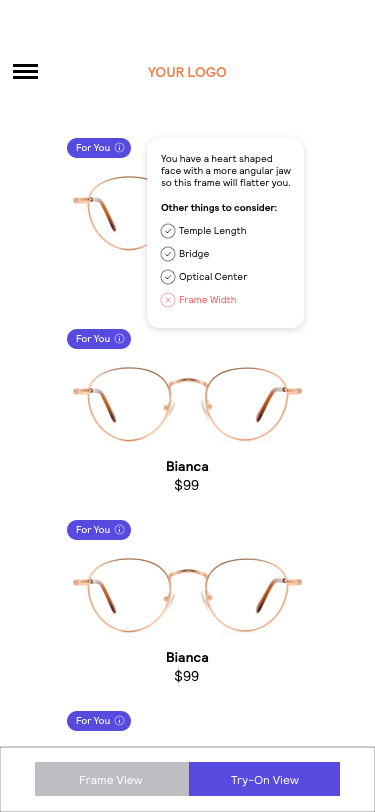 YOUR LOGO
For You
You have a heart shaped
face with a more angular jaw
so this frame will flatter you.
Other things to consider:
Temple Length
Bridge
Optical Center
Frame Width
For You
Bianca
$99
For You
Bianca
$99
For You
Frame View
Try-On View